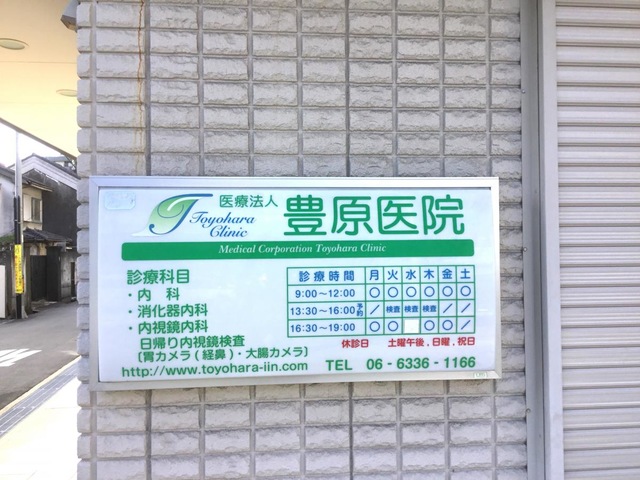 医療法人 豊原医院
Toyohara Clinic
Medical Corporation Toyohara Clinic
診療科目
・内　科
・消化器内科
・内視鏡内科
日帰り内視鏡検査
〔胃カメラ(経鼻)・大腸カメラ〕
http://www.toyohara-iin.com
診療時間 月 火 水 木 金 土
9:00〜12:00 ○ ○ ○ ○ ○ ○
13:30〜16:00 予約 ／ 検査 検査 検査 ／ ／
16:30〜19:00 ○ ○ ○ ○ ／
休診日 土曜午後,日曜,祝日
TEL 06-6336-1166